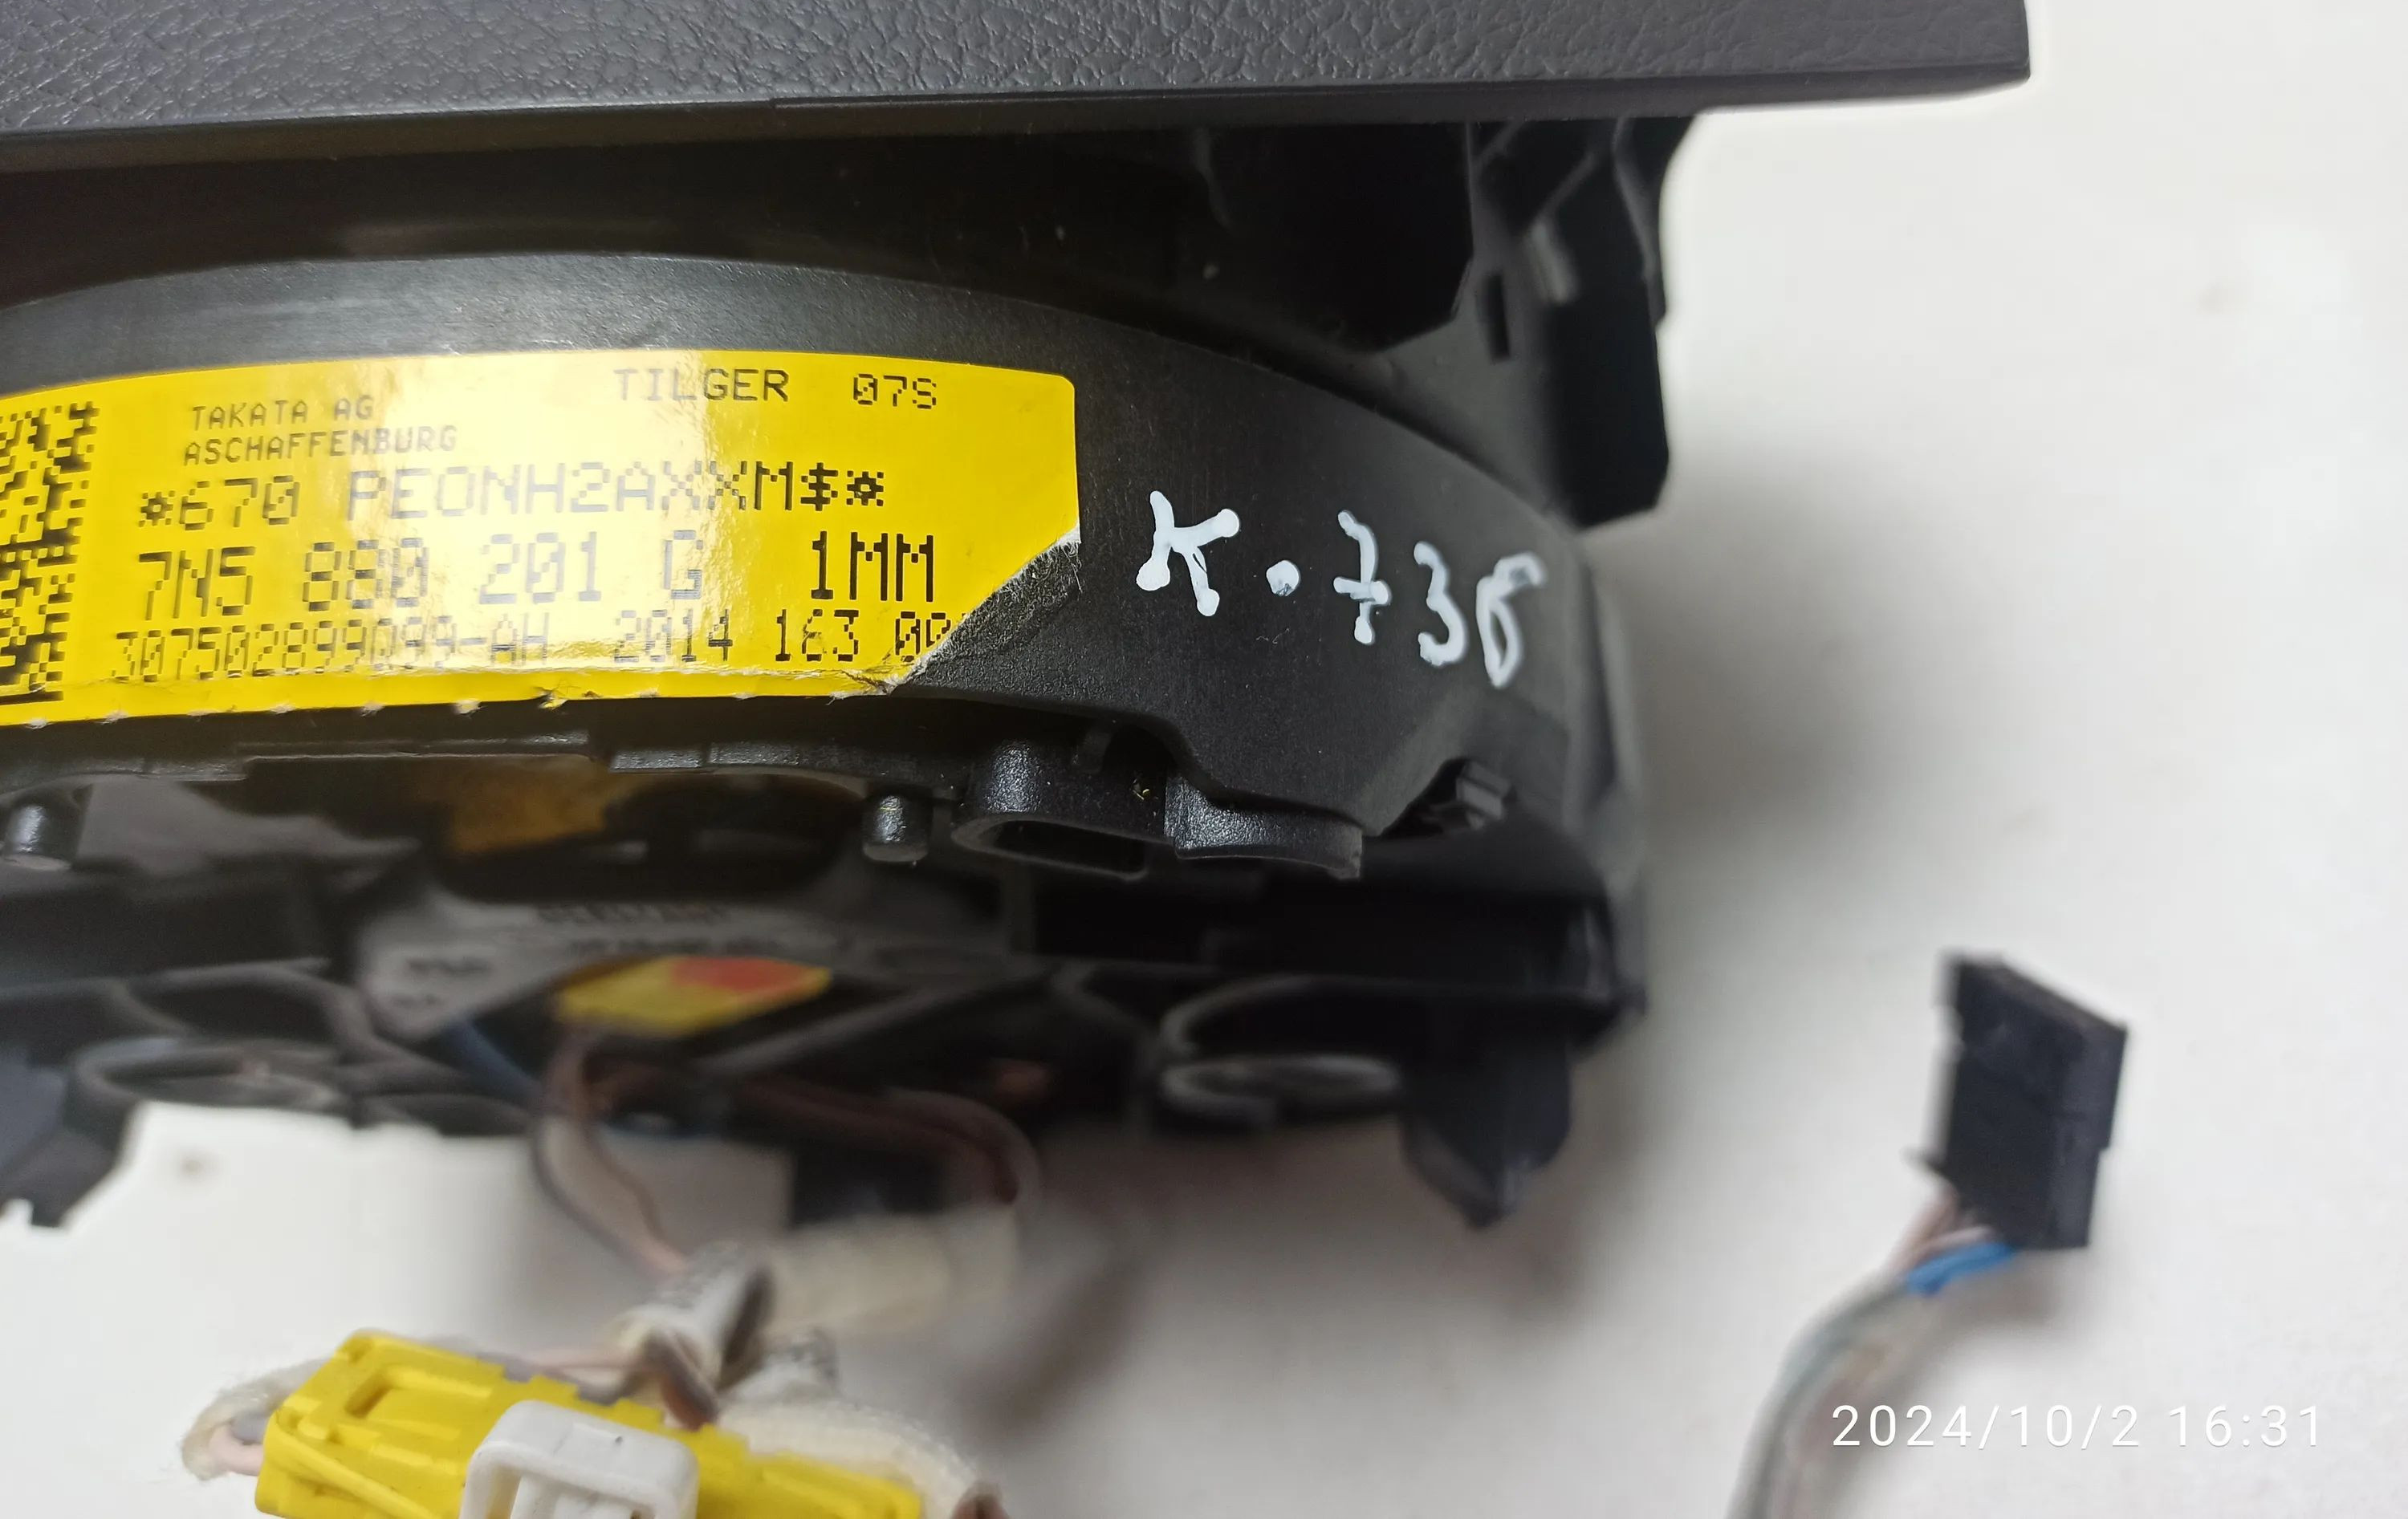 TILGER 07S
TAKATA AG
ASCHAFFENBURG
*670 PEONH2AXXM$*
7N5 880 201 G 1MM
307502899099-AH 2014 163
K.736
2024/10/2 16:31